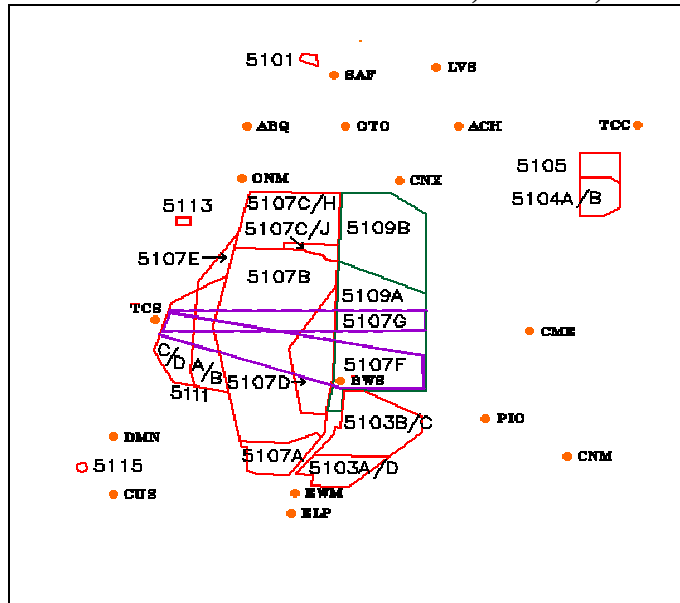 5101
SAF
LVS
ABQ
OTO
ACH
TCC
ONM
CNX
5105
5104A/B
5113
5107C/H
5107C/J
5109B
5107E
5107B
5109A
TCS
5107G
CME
C/D
A/B
5107D
5107F
BWS
5111
5103B/C
PIO
DMN
5115
5107A
5103A/D
CNM
CUS
EWM
ELP